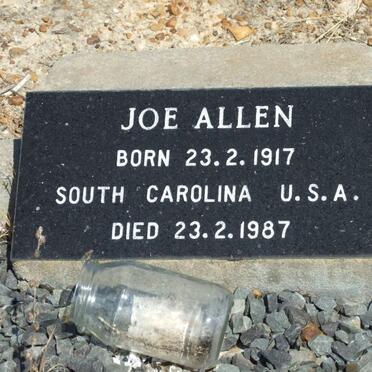 JOE ALLEN
BORN 23.2.1917
SOUTH CAROLINA U.S.A.
DIED 23.2.1987